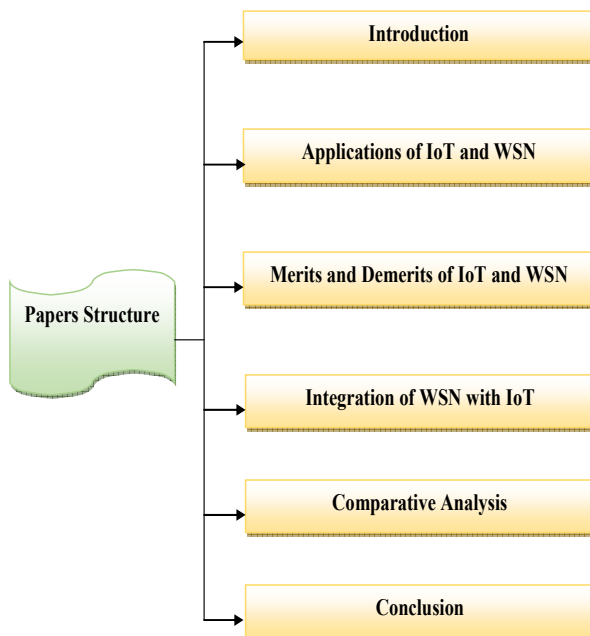 Introduction
Applications of IoT and WSN
Merits and Demerits of IoT and WSN
Papers Structure
Integration of WSN with IoT
Comparative Analysis
Conclusion